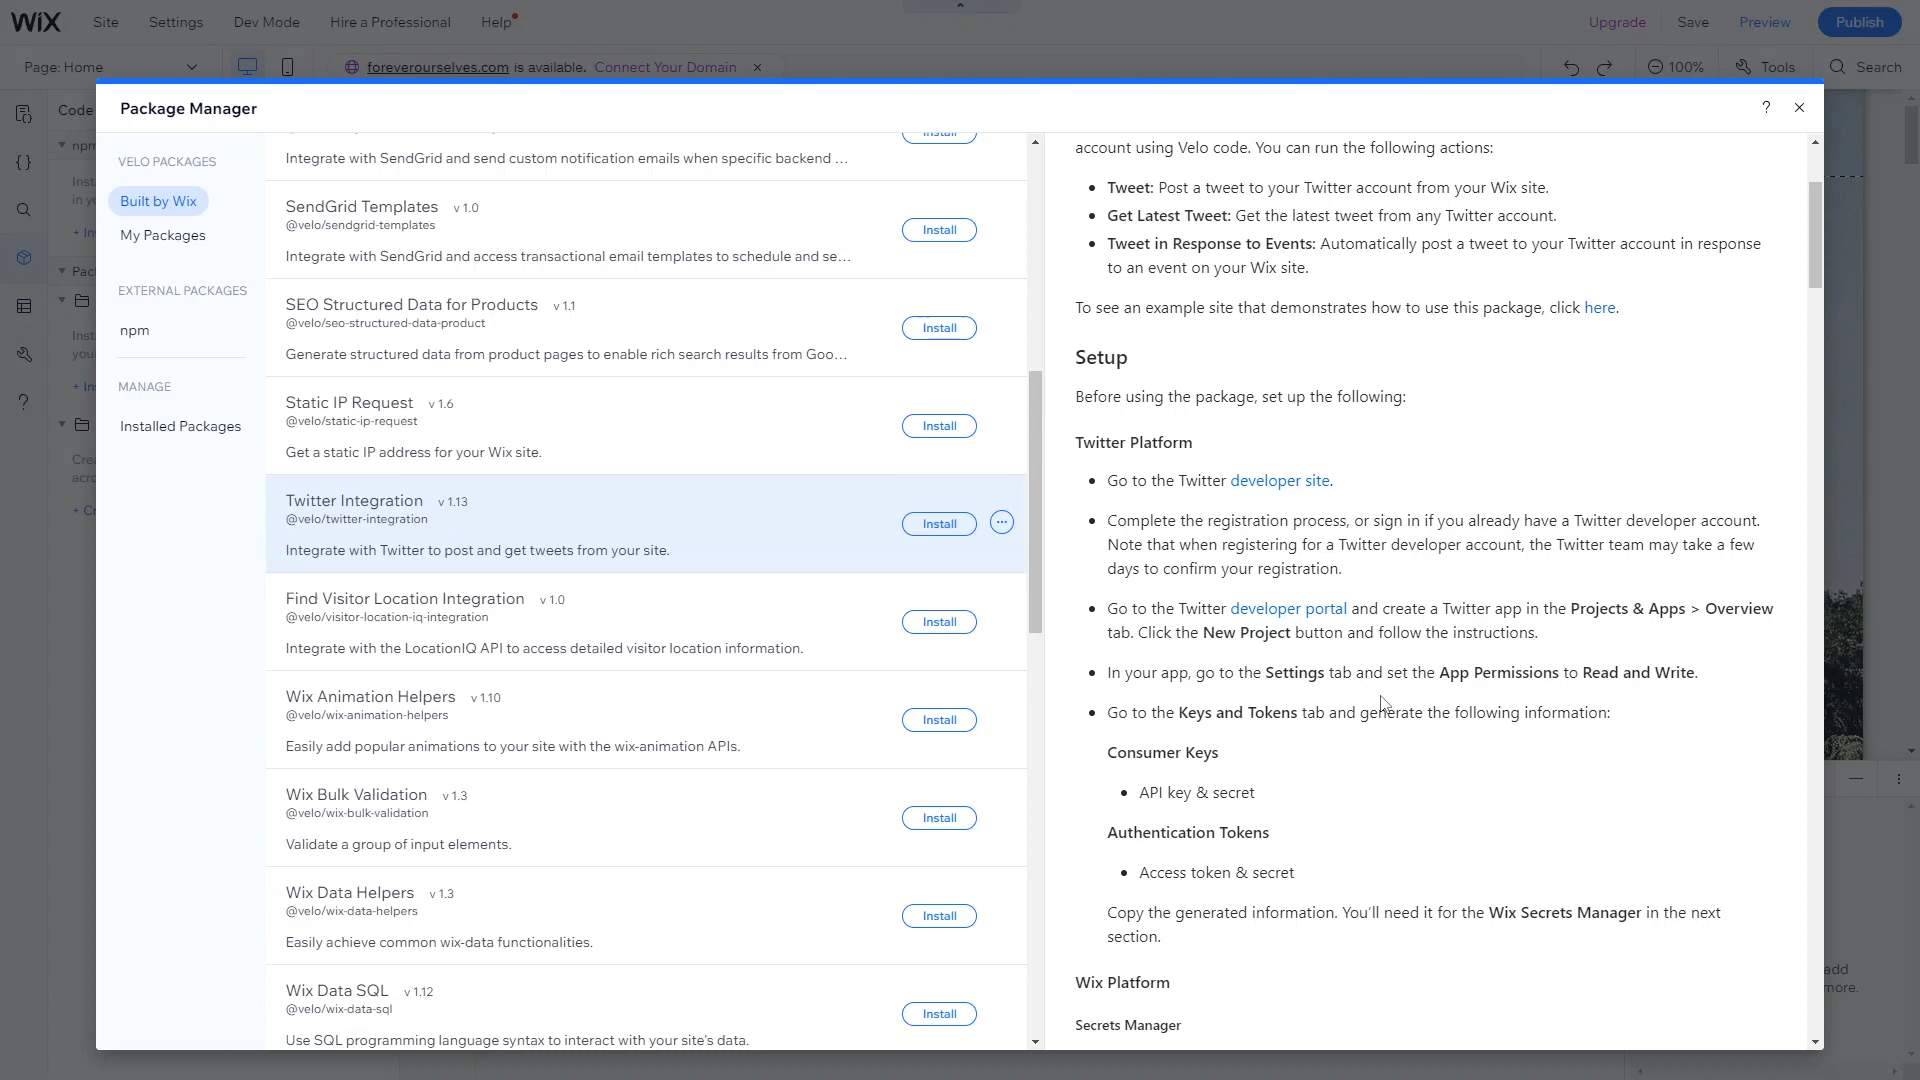 WiX Site Settings Dev Mode Hire a Professional Help Upgrade Save Preview Publish
Page: Home foreverourselves.com is available. Connect Your Domain 100% Tools Search
Code
Package Manager
VELO PACKAGES
Built by Wix
My Packages
EXTERNAL PACKAGES
npm
MANAGE
Installed Packages
Install
Integrate with SendGrid and send custom notification emails when specific backend ...
SendGrid Templates v 1.0
@velo/sendgrid-templates
Install
Integrate with SendGrid and access transactional email templates to schedule and se...
SEO Structured Data for Products v 1.1
@velo/seo-structured-data-product
Install
Generate structured data from product pages to enable rich search results from Goo...
Static IP Request v 1.6
@velo/static-ip-request
Install
Get a static IP address for your Wix site.
Twitter Integration v 1.13
@velo/twitter-integration
Install
Integrate with Twitter to post and get tweets from your site.
Find Visitor Location Integration v 1.0
@velo/visitor-location-iq-integration
Install
Integrate with the LocationIQ API to access detailed visitor location information.
Wix Animation Helpers v 1.10
@velo/wix-animation-helpers
Install
Easily add popular animations to your site with the wix-animation APIs.
Wix Bulk Validation v 1.3
@velo/wix-bulk-validation
Install
Validate a group of input elements.
Wix Data Helpers v 1.3
@velo/wix-data-helpers
Install
Easily achieve common wix-data functionalities.
Wix Data SQL v 1.12
@velo/wix-data-sql
Install
Use SQL programming language syntax to interact with your site's data.
account using Velo code. You can run the following actions:
• Tweet: Post a tweet to your Twitter account from your Wix site.
• Get Latest Tweet: Get the latest tweet from any Twitter account.
• Tweet in Response to Events: Automatically post a tweet to your Twitter account in response
to an event on your Wix site.
To see an example site that demonstrates how to use this package, click here.
Setup
Before using the package, set up the following:
Twitter Platform
• Go to the Twitter developer site.
• Complete the registration process, or sign in if you already have a Twitter developer account.
Note that when registering for a Twitter developer account, the Twitter team may take a few
days to confirm your registration.
• Go to the Twitter developer portal and create a Twitter app in the Projects & Apps > Overview
tab. Click the New Project button and follow the instructions.
• In your app, go to the Settings tab and set the App Permissions to Read and Write.
• Go to the Keys and Tokens tab and generate the following information:
Consumer Keys
• API key & secret
Authentication Tokens
• Access token & secret
Copy the generated information. You'll need it for the Wix Secrets Manager in the next
section.
Wix Platform
Secrets Manager
add
more.